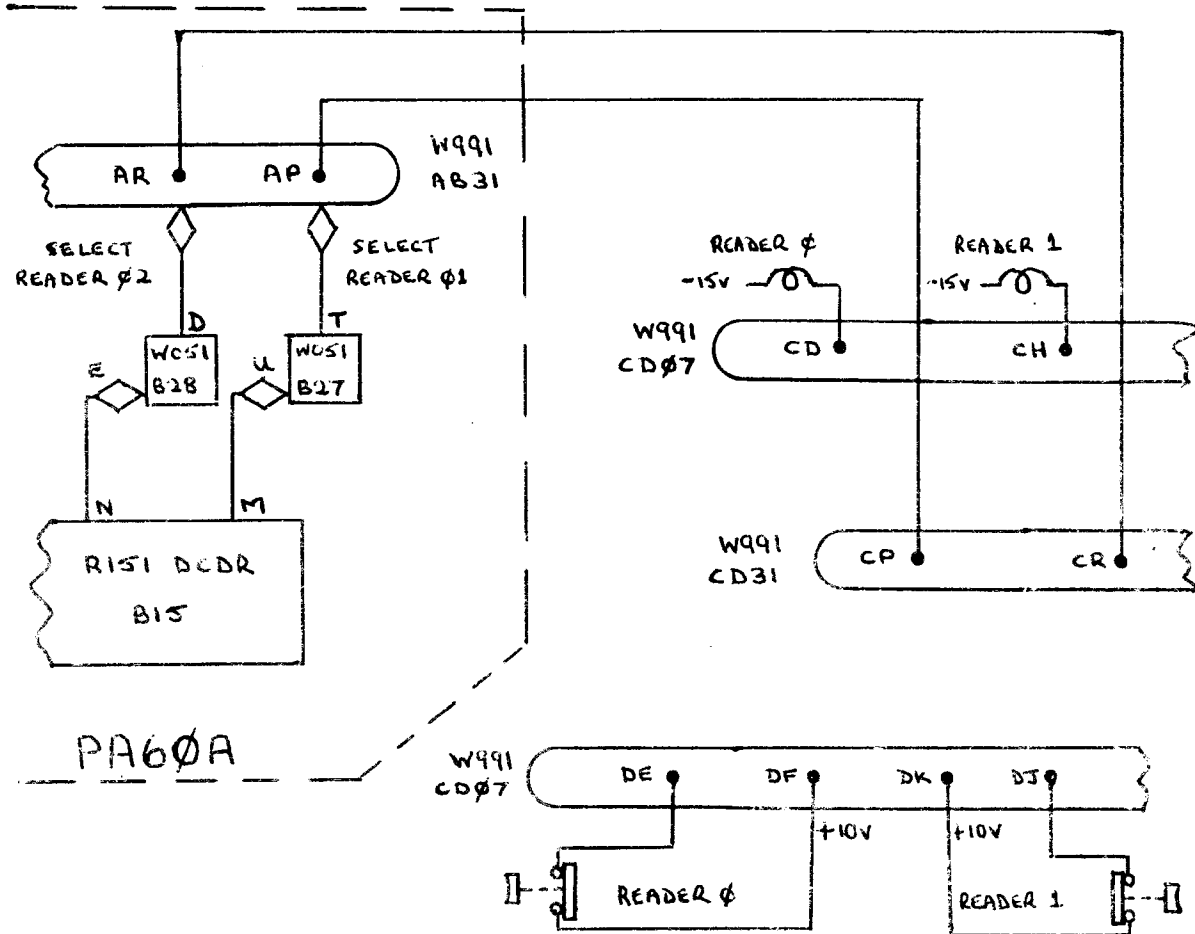 W991
AB31
AR
AP
SELECT
READER Ø2
SELECT
READER Ø1
D
T
WC51
B28
W051
B27
E
U
N
M
R151 DCDR
B15
PA6ØA
READER Ø
-15V
READER 1
-15V
W991
CDØ7
CD
CH
W991
CD31
CP
CR
W991
CDØ7
DE
DF
DK
DJ
+10V
+10V
READER Ø
READER 1